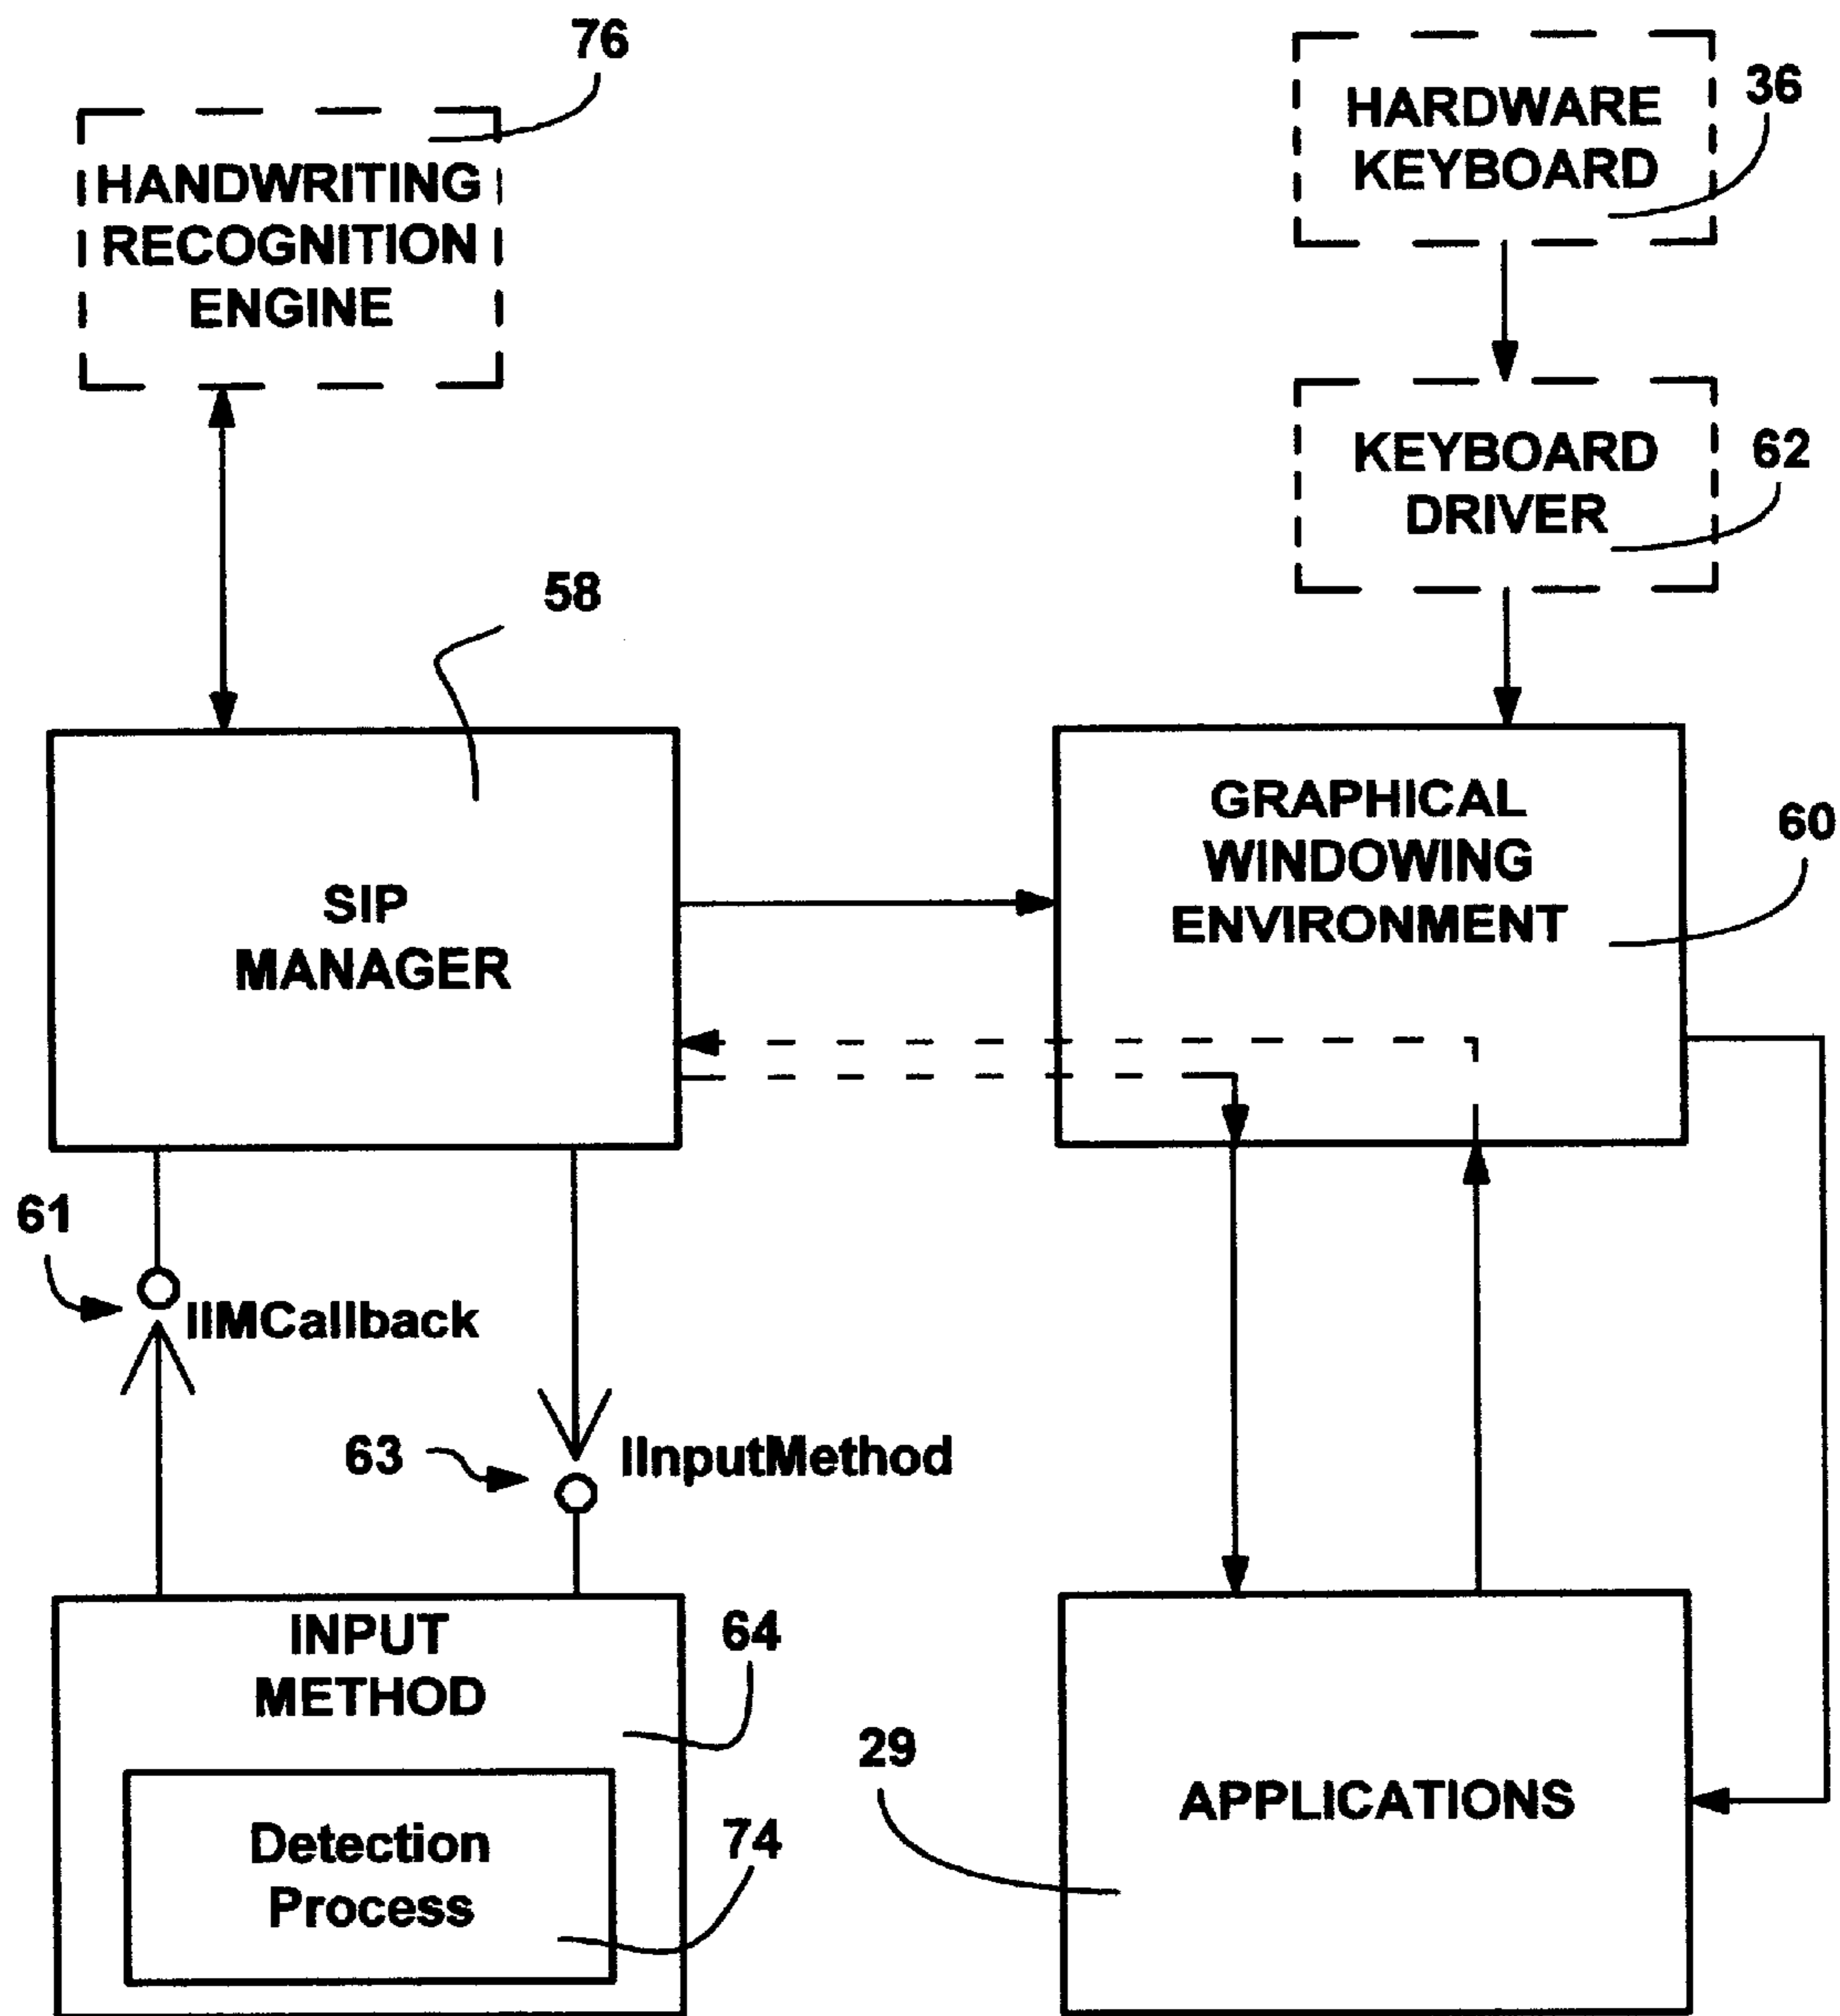 76
HANDWRITING
RECOGNITION
ENGINE
HARDWARE
KEYBOARD
36
KEYBOARD
DRIVER
62
58
SIP
MANAGER
GRAPHICAL
WINDOWING
ENVIRONMENT
60
61
IIMCallback
63
IInputMethod
INPUT
METHOD
64
Detection
Process
74
29
APPLICATIONS